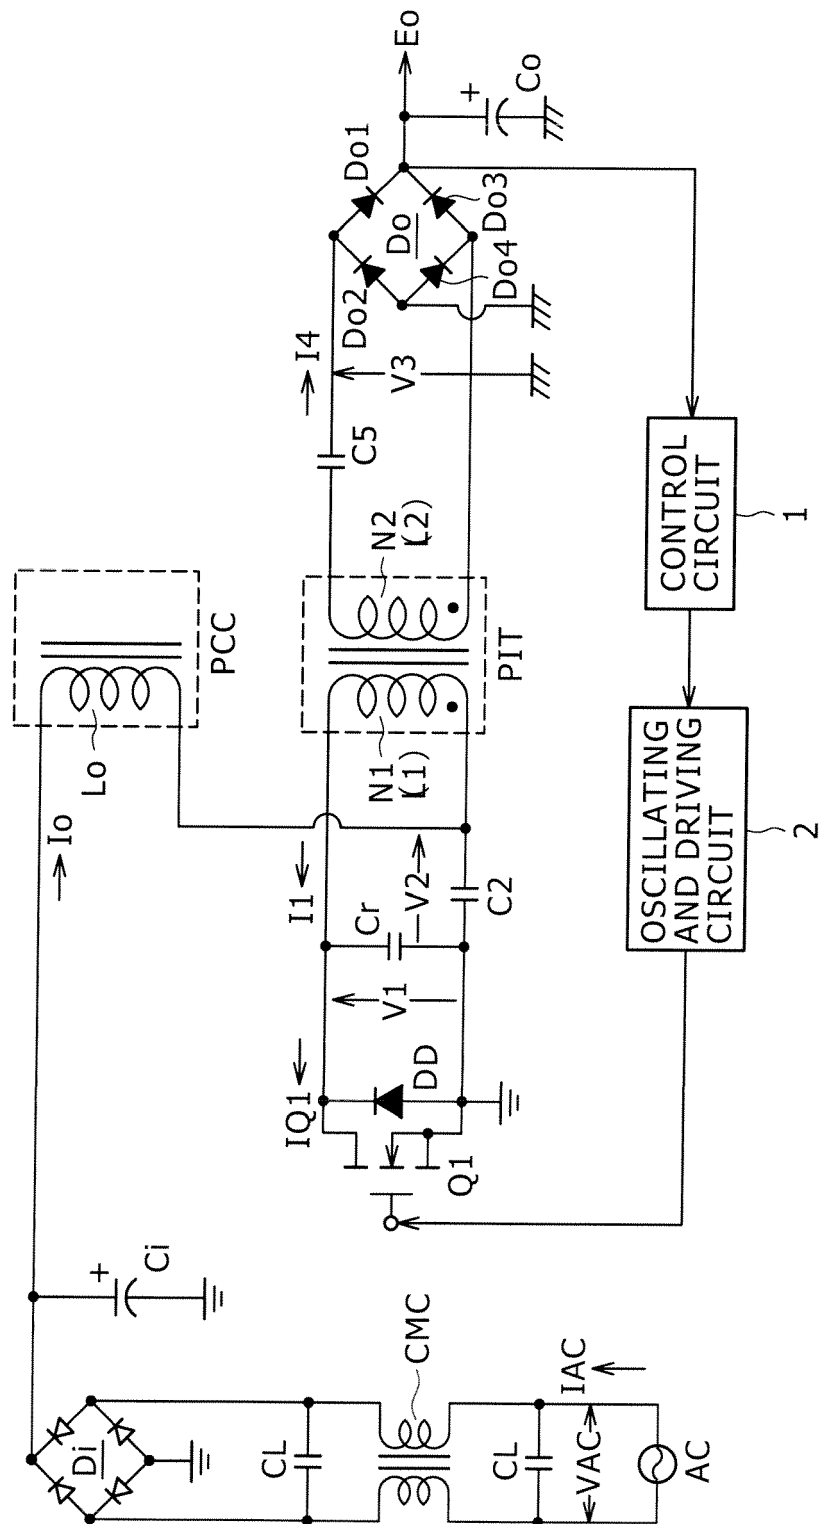 Eo
+
Co
Do1
Do3
Do
Do4
Do2
I4
V3
C5
N2
(L2)
CONTROL
CIRCUIT
1
PCC
PIT
Lo
N1
(L1)
Io
OSCILLATING
AND DRIVING
CIRCUIT
2
I1
V2
C2
Cr
V1
DD
IQ1
Q1
+
Ci
CMC
IAC
Di
CL
CL
VAC
AC